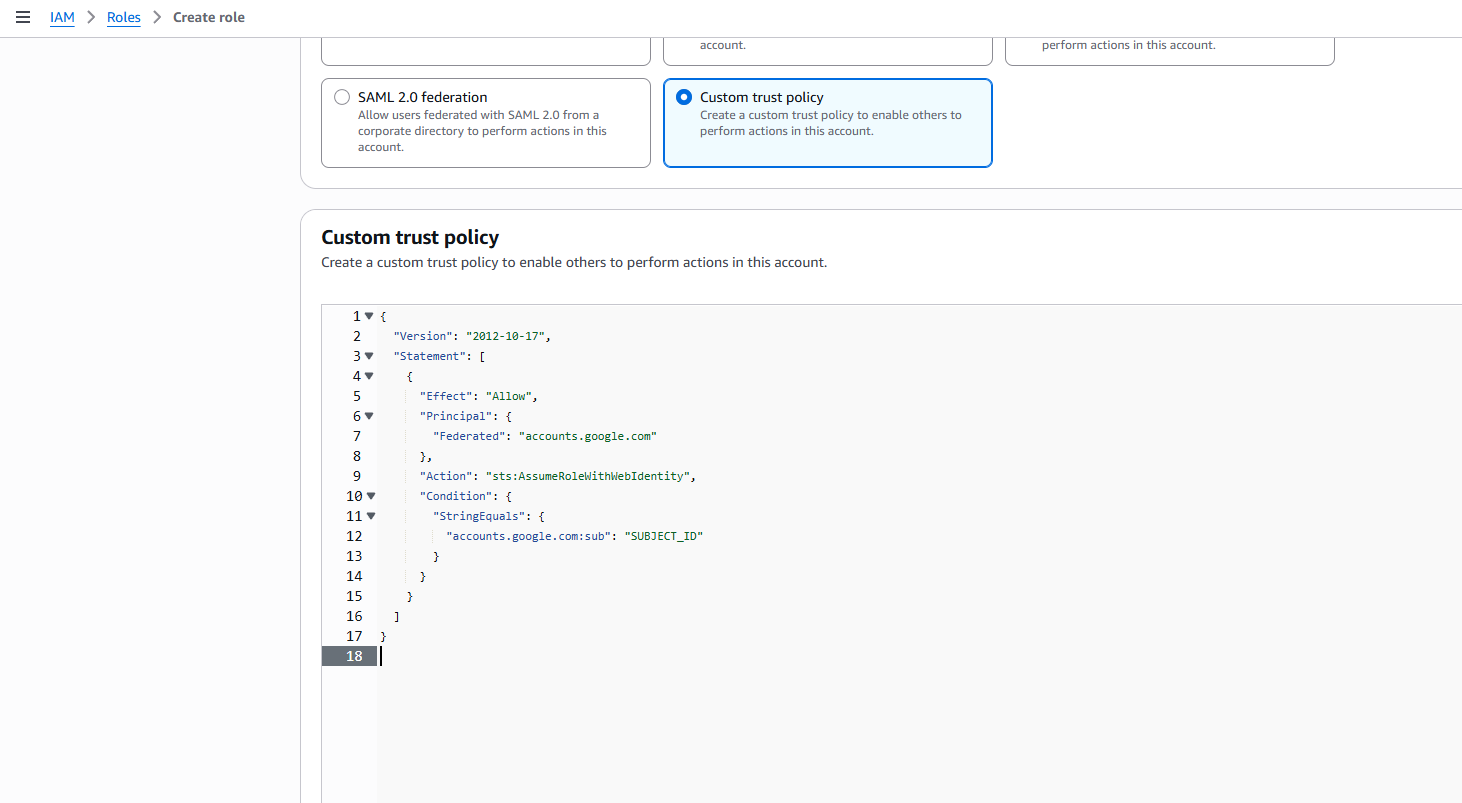 IAM > Roles > Create role
account.
perform actions in this account.
SAML 2.0 federation
Allow users federated with SAML 2.0 from a
corporate directory to perform actions in this
account.
Custom trust policy
Create a custom trust policy to enable others to
perform actions in this account.
Custom trust policy
Create a custom trust policy to enable others to perform actions in this account.
1 {
2 "Version": "2012-10-17",
3 "Statement": [
4 {
5 "Effect": "Allow",
6 "Principal": {
7 "Federated": "accounts.google.com"
8 },
9 "Action": "sts:AssumeRoleWithWebIdentity",
10 "Condition": {
11 "StringEquals": {
12 "accounts.google.com:sub": "SUBJECT_ID"
13 }
14 }
15 }
16 ]
17 }
18